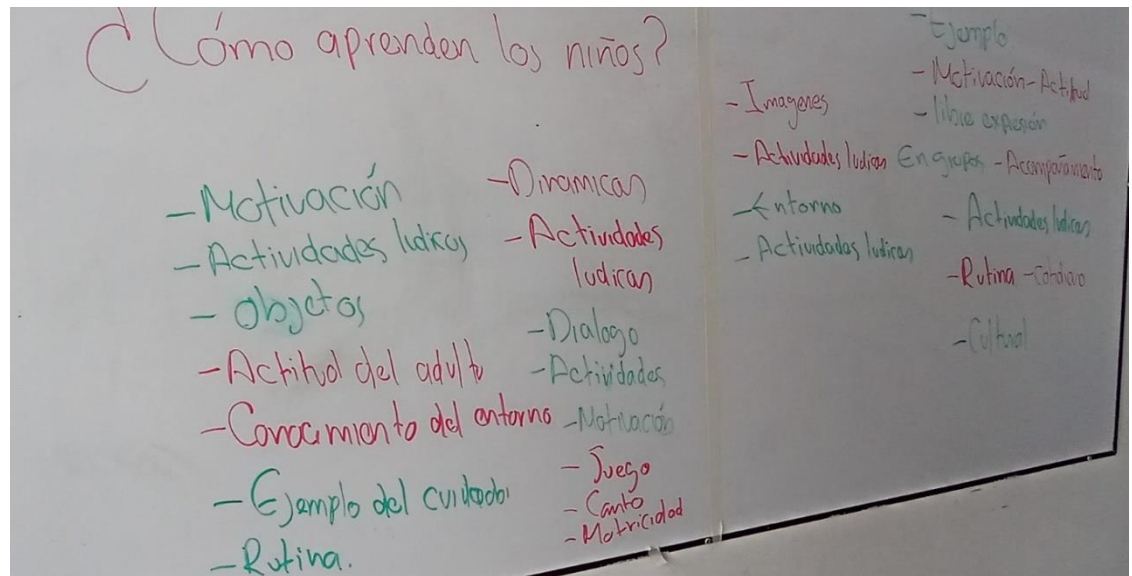 ¿Cómo aprenden los niños?
- Motivación
- Actividades ludicas
- Objetos
- Actitud del adulto
- Conocimiento del entorno
- Ejemplo del cuidador
- Rutina.
- Dinamicas
- Actividades
ludicas
- Dialogo
- Actividades
- Motivación
- Juego
- Canto
- Motricidad
- Imagenes
- Actividades ludicas En grupos
- Entorno
- Actividades ludicas
- Ejemplo
- Motivación - Actitud
- libre expresión
- Acompañamiento
- Actividades ludicas
- Rutina - Cotidiano
- Cultural